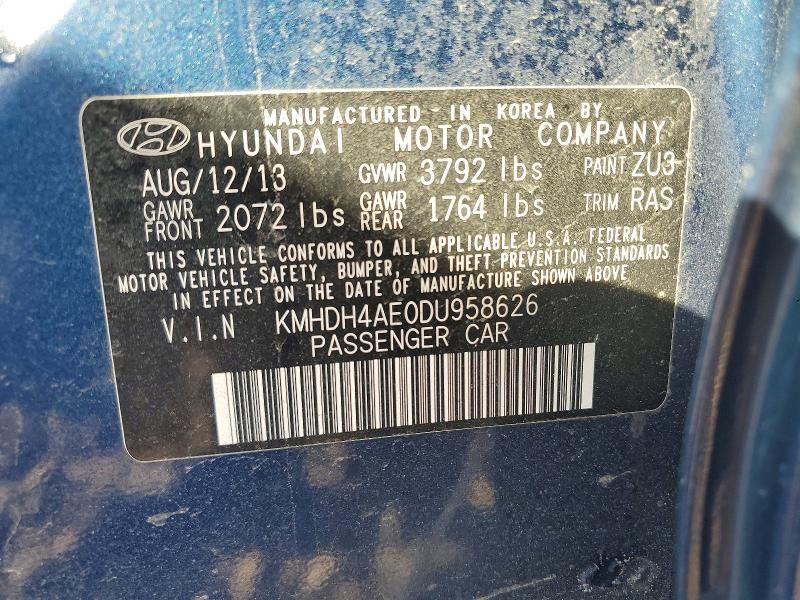 MANUFACTURED IN KOREA BY
HYUNDAI MOTOR COMPANY
AUG/12/13 GVWR 3792 lbs PAINT ZU3
GAWR FRONT 2072 lbs GAWR REAR 1764 lbs TRIM RAS
THIS VEHICLE CONFORMS TO ALL APPLICABLE U.S.A. FEDERAL
MOTOR VEHICLE SAFETY, BUMPER, AND THEFT PREVENTION STANDARDS
IN EFFECT ON THE DATE OF MANUFACTURE SHOWN ABOVE
V.I.N KMHDH4AE0DU958626
PASSENGER CAR